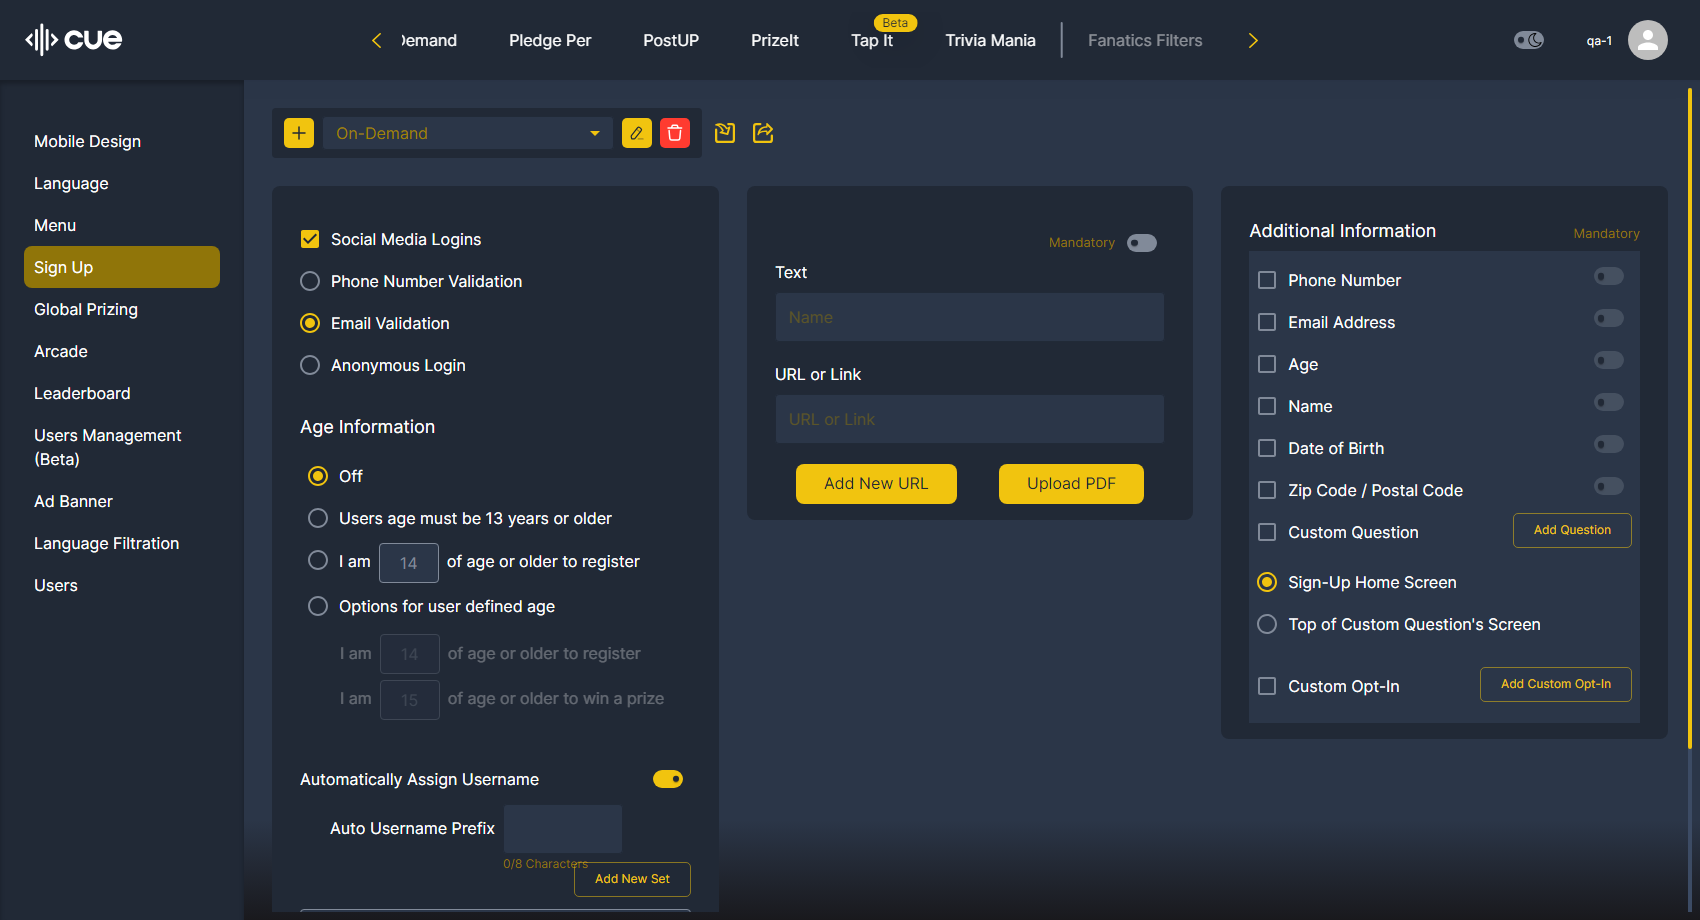 cue
Demand
Pledge Per
PostUP
PrizeIt
Tap It
Beta
Trivia Mania
Fanatics Filters
qa-1
Mobile Design
Language
Menu
Sign Up
Global Prizing
Arcade
Leaderboard
Users Management
(Beta)
Ad Banner
Language Filtration
Users
On-Demand
Social Media Logins
Phone Number Validation
Email Validation
Anonymous Login
Age Information
Off
Users age must be 13 years or older
I am 14 of age or older to register
Options for user defined age
I am 14 of age or older to register
I am 15 of age or older to win a prize
Automatically Assign Username
Auto Username Prefix
0/8 Characters
Add New Set
Mandatory
Text
Name
URL or Link
URL or Link
Add New URL
Upload PDF
Additional Information
Mandatory
Phone Number
Email Address
Age
Name
Date of Birth
Zip Code / Postal Code
Custom Question
Add Question
Sign-Up Home Screen
Top of Custom Question's Screen
Custom Opt-In
Add Custom Opt-In